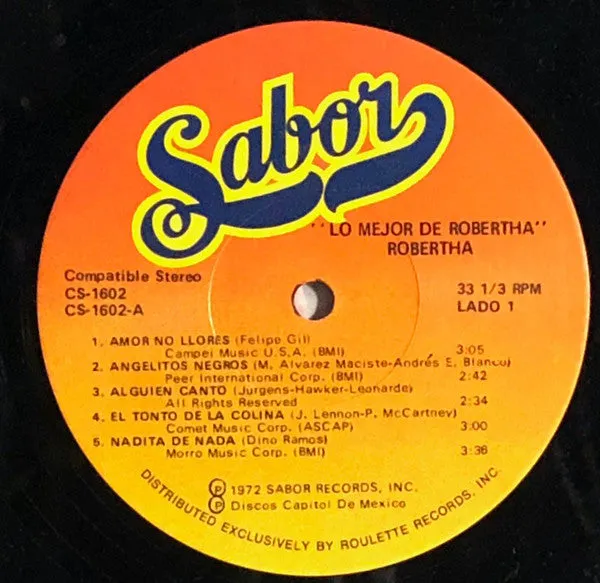 Sabor
"LO MEJOR DE ROBERTHA"
ROBERTHA
Compatible Stereo
CS-1602
CS-1602-A
33 1/3 RPM
LADO 1
1. AMOR NO LLORES (Felipe Gil)
Campei Music U.S.A. (BMI) 3:05
2. ANGELITOS NEGROS (M. Alvarez Maciste-Andrés E. Blanco)
Peer International Corp. (BMI) 2:42
3. ALGUIEN CANTO (Jurgens-Hawker-Leonarde)
All Rights Reserved 2:34
4. EL TONTO DE LA COLINA (J. Lennon-P. McCartney)
Comet Music Corp. (ASCAP) 3:00
5. NADITA DE NADA (Dino Ramos)
Morro Music Corp. (BMI) 3:36
℗ 1972 SABOR RECORDS, INC.
℗ Discos Capitol De Mexico
DISTRIBUTED EXCLUSIVELY BY ROULETTE RECORDS, INC.